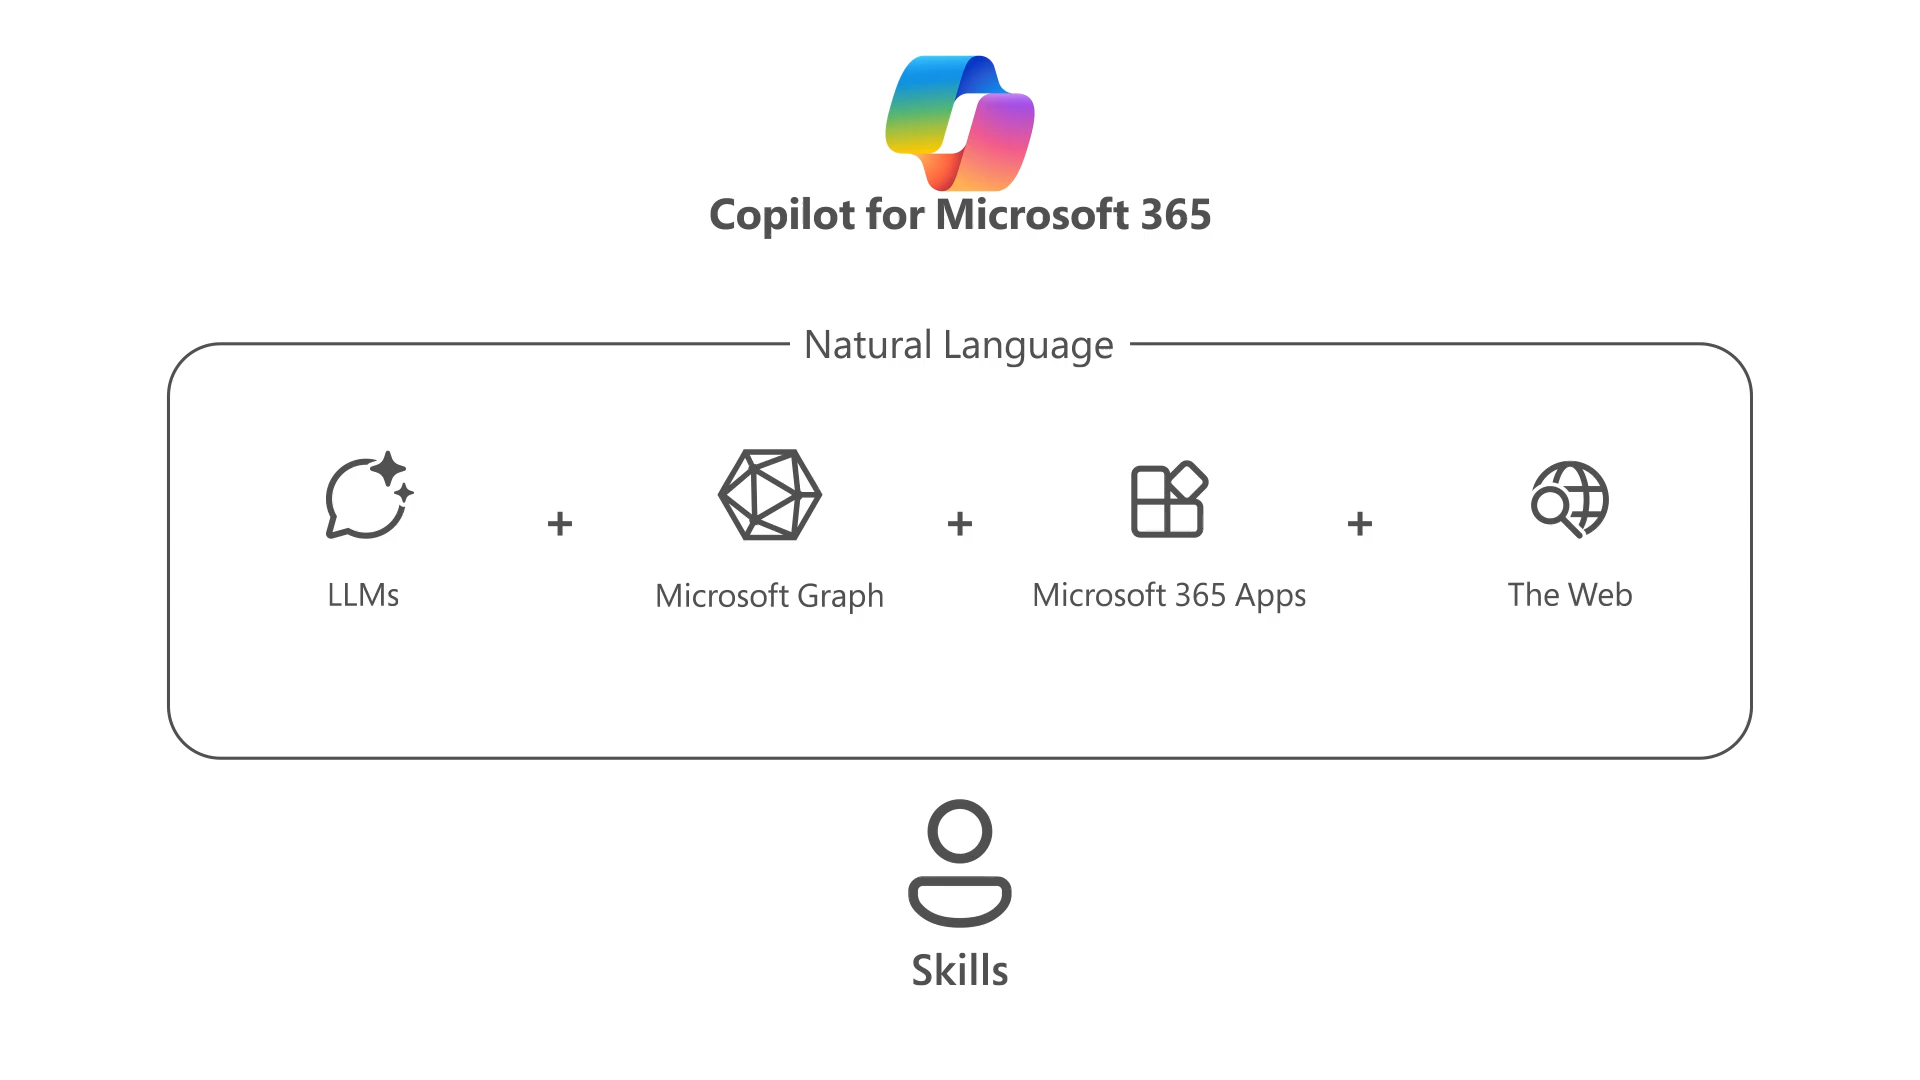 Copilot for Microsoft 365
Natural Language
+ + +
LLMs
Microsoft Graph
Microsoft 365 Apps
The Web
Skills